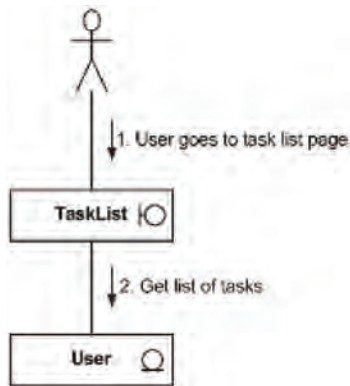 1. User goes to task list page
TaskList
2. Get list of tasks
User